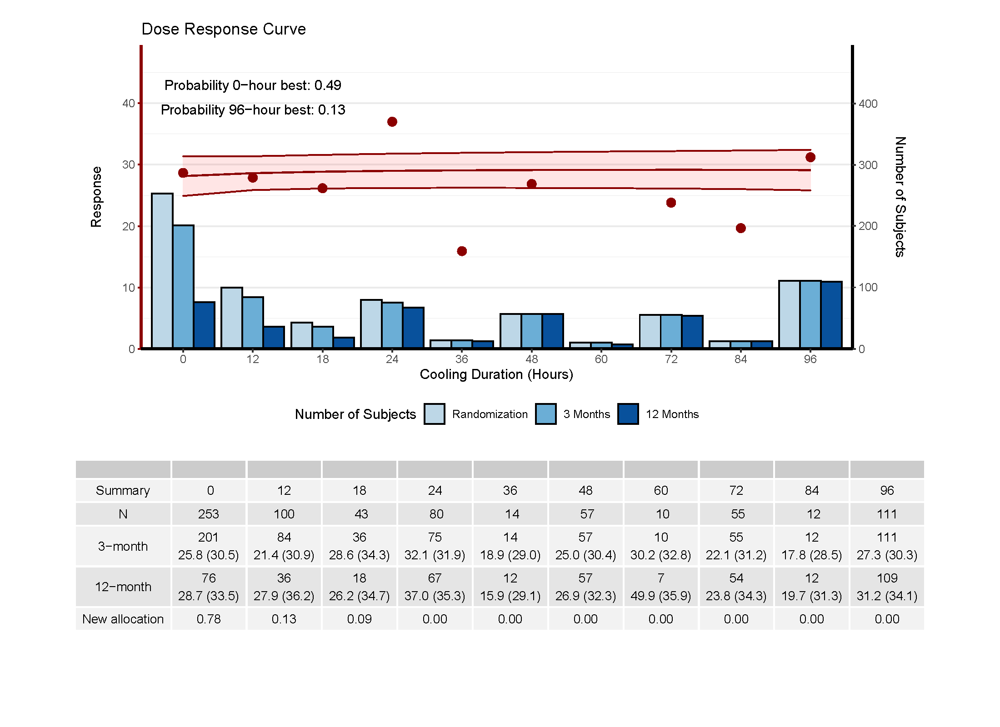 Dose Response Curve
Probability 0−hour best: 0.49
Probability 96−hour best: 0.13
Response
40
30
20
10
0
400
300
200
100
0
Number of Subjects
0 12 18 24 36 48 60 72 84 96
Cooling Duration (Hours)
Number of Subjects Randomization 3 Months 12 Months
Summary 0 12 18 24 36 48 60 72 84 96
N 253 100 43 80 14 57 10 55 12 111
3−month 201 84 36 75 14 57 10 55 12 111
25.8 (30.5) 21.4 (30.9) 28.6 (34.3) 32.1 (31.9) 18.9 (29.0) 25.0 (30.4) 30.2 (32.8) 22.1 (31.2) 17.8 (28.5) 27.3 (30.3)
12−month 76 36 18 67 12 57 7 54 12 109
28.7 (33.5) 27.9 (36.2) 26.2 (34.7) 37.0 (35.3) 15.9 (29.1) 26.9 (32.3) 49.9 (35.9) 23.8 (34.3) 19.7 (31.3) 31.2 (34.1)
New allocation 0.78 0.13 0.09 0.00 0.00 0.00 0.00 0.00 0.00 0.00